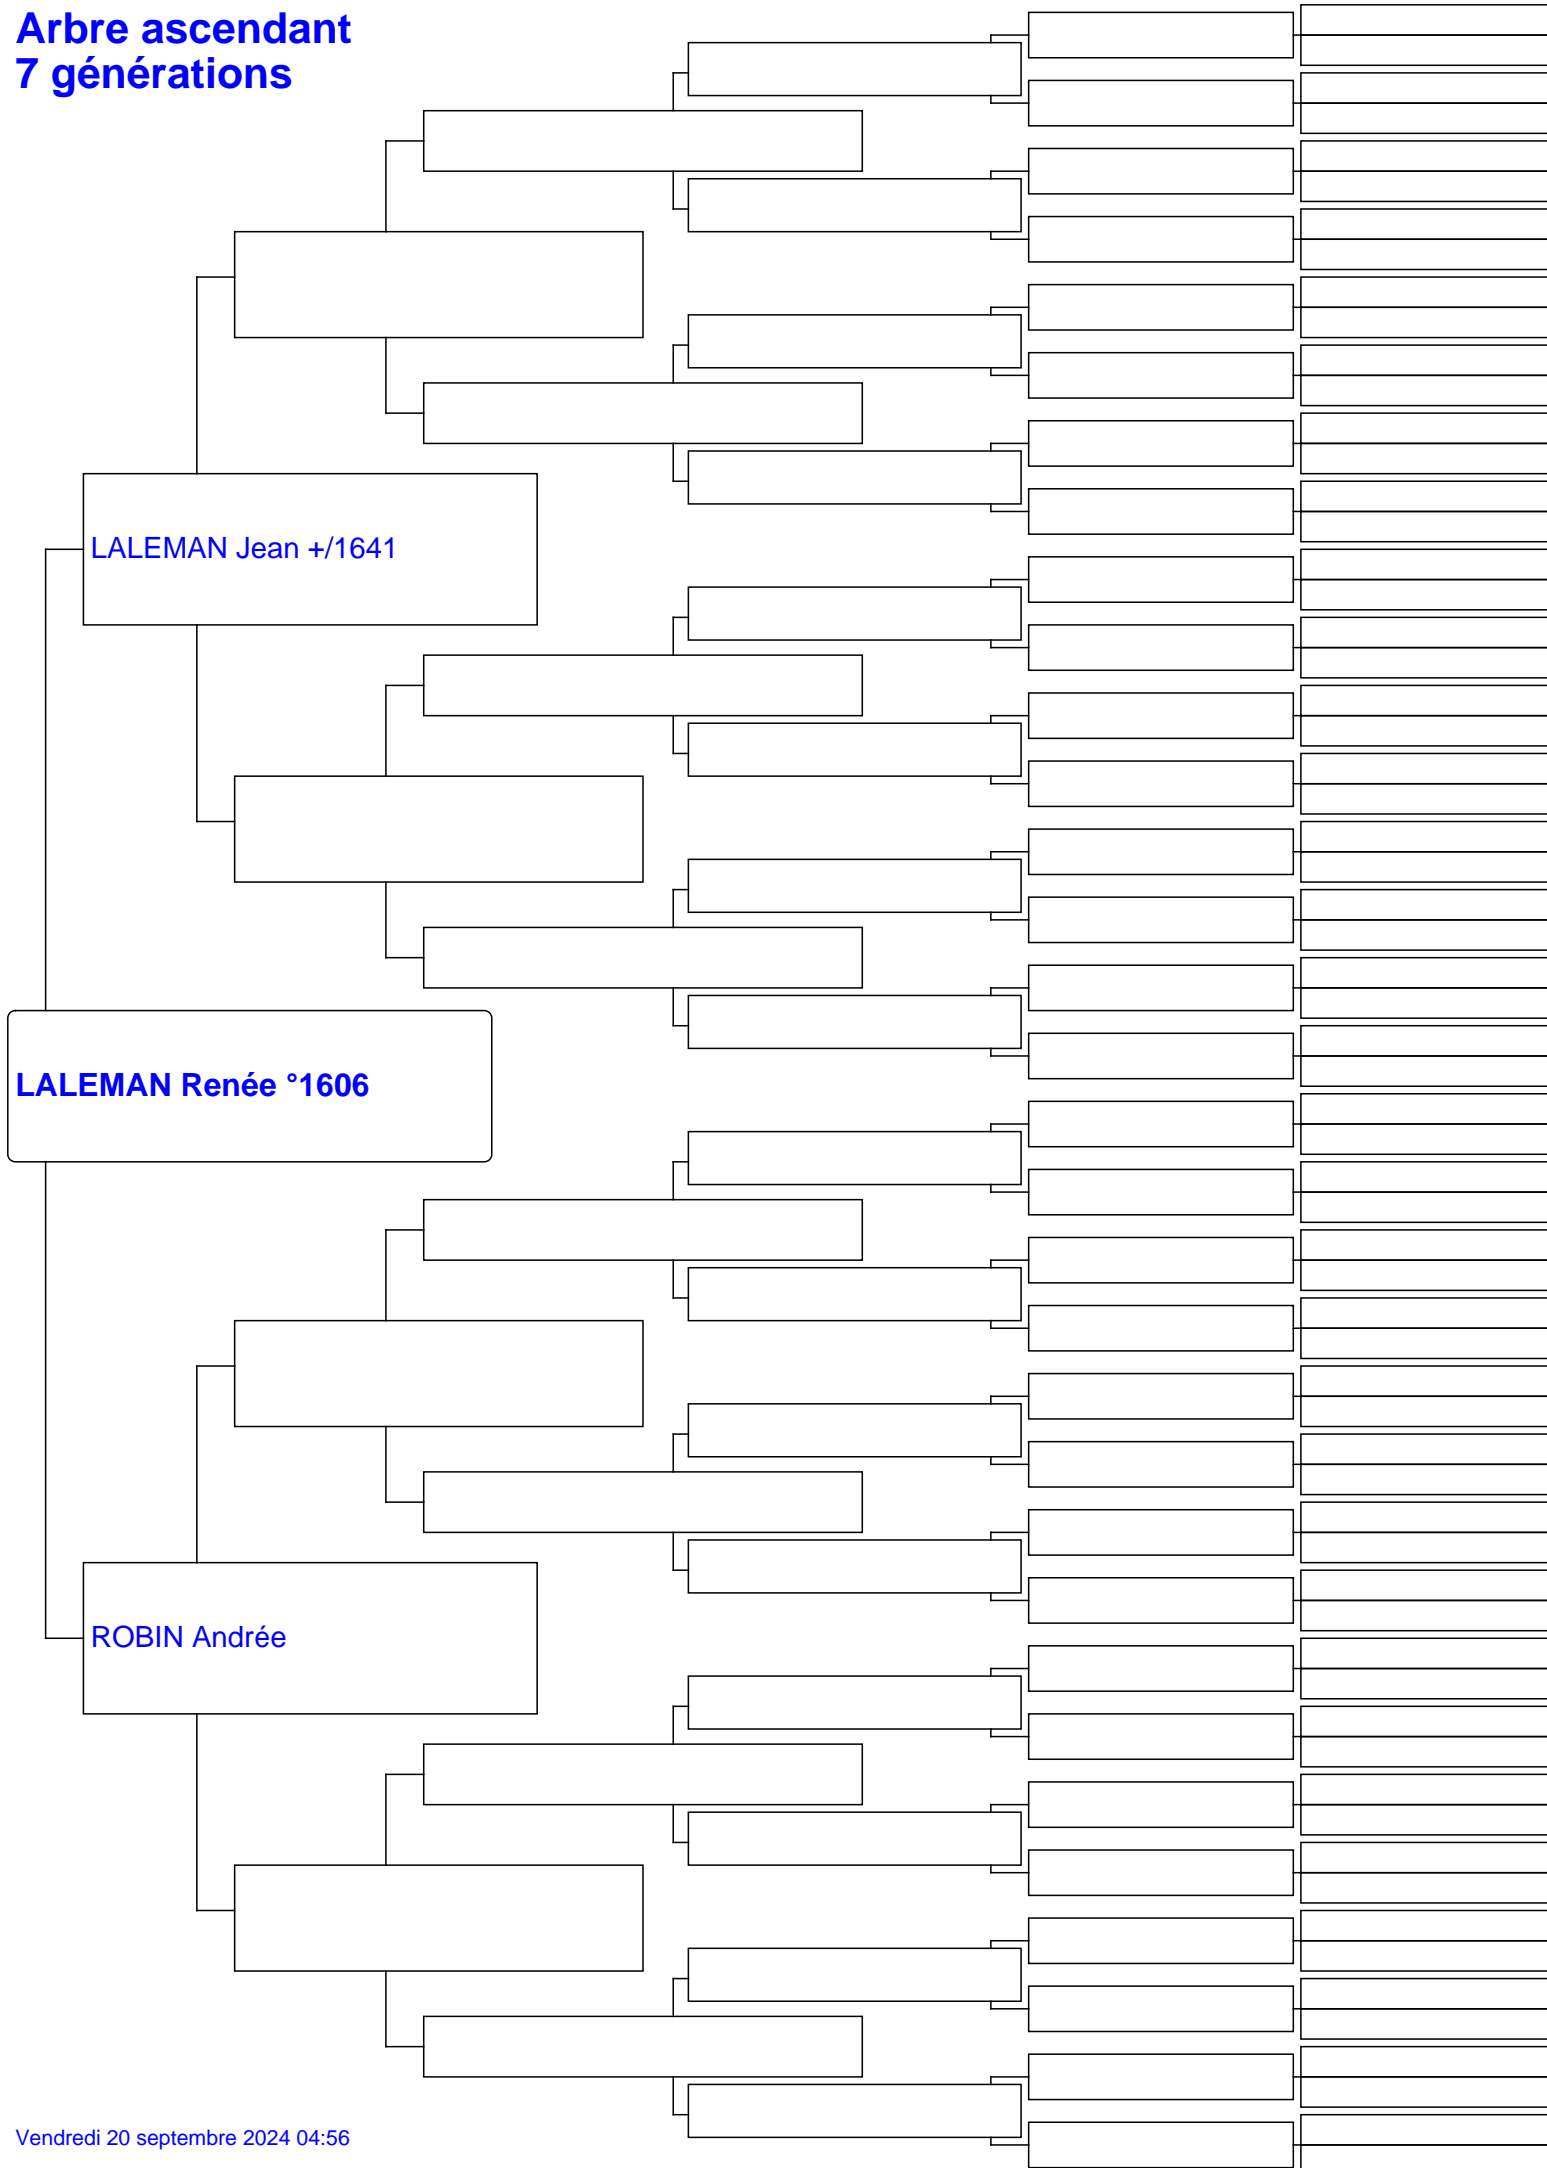 Arbre ascendant
7 générations
LALEMAN Jean +/1641
LALEMAN Renée °1606
ROBIN Andrée
Vendredi 20 septembre 2024 04:56